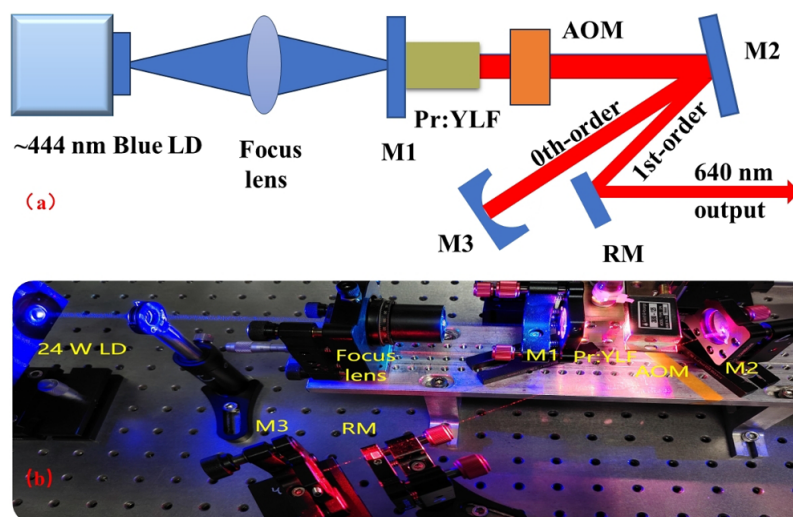 AOM
M2
Pr:YLF
M1
~444 nm Blue LD
Focus
lens
0th-order
1st-order
640 nm
output
M3
RM
（a）
24 W LD
Focus
lens
M1
Pr:YLF
AOM
M2
M3
RM
(b)